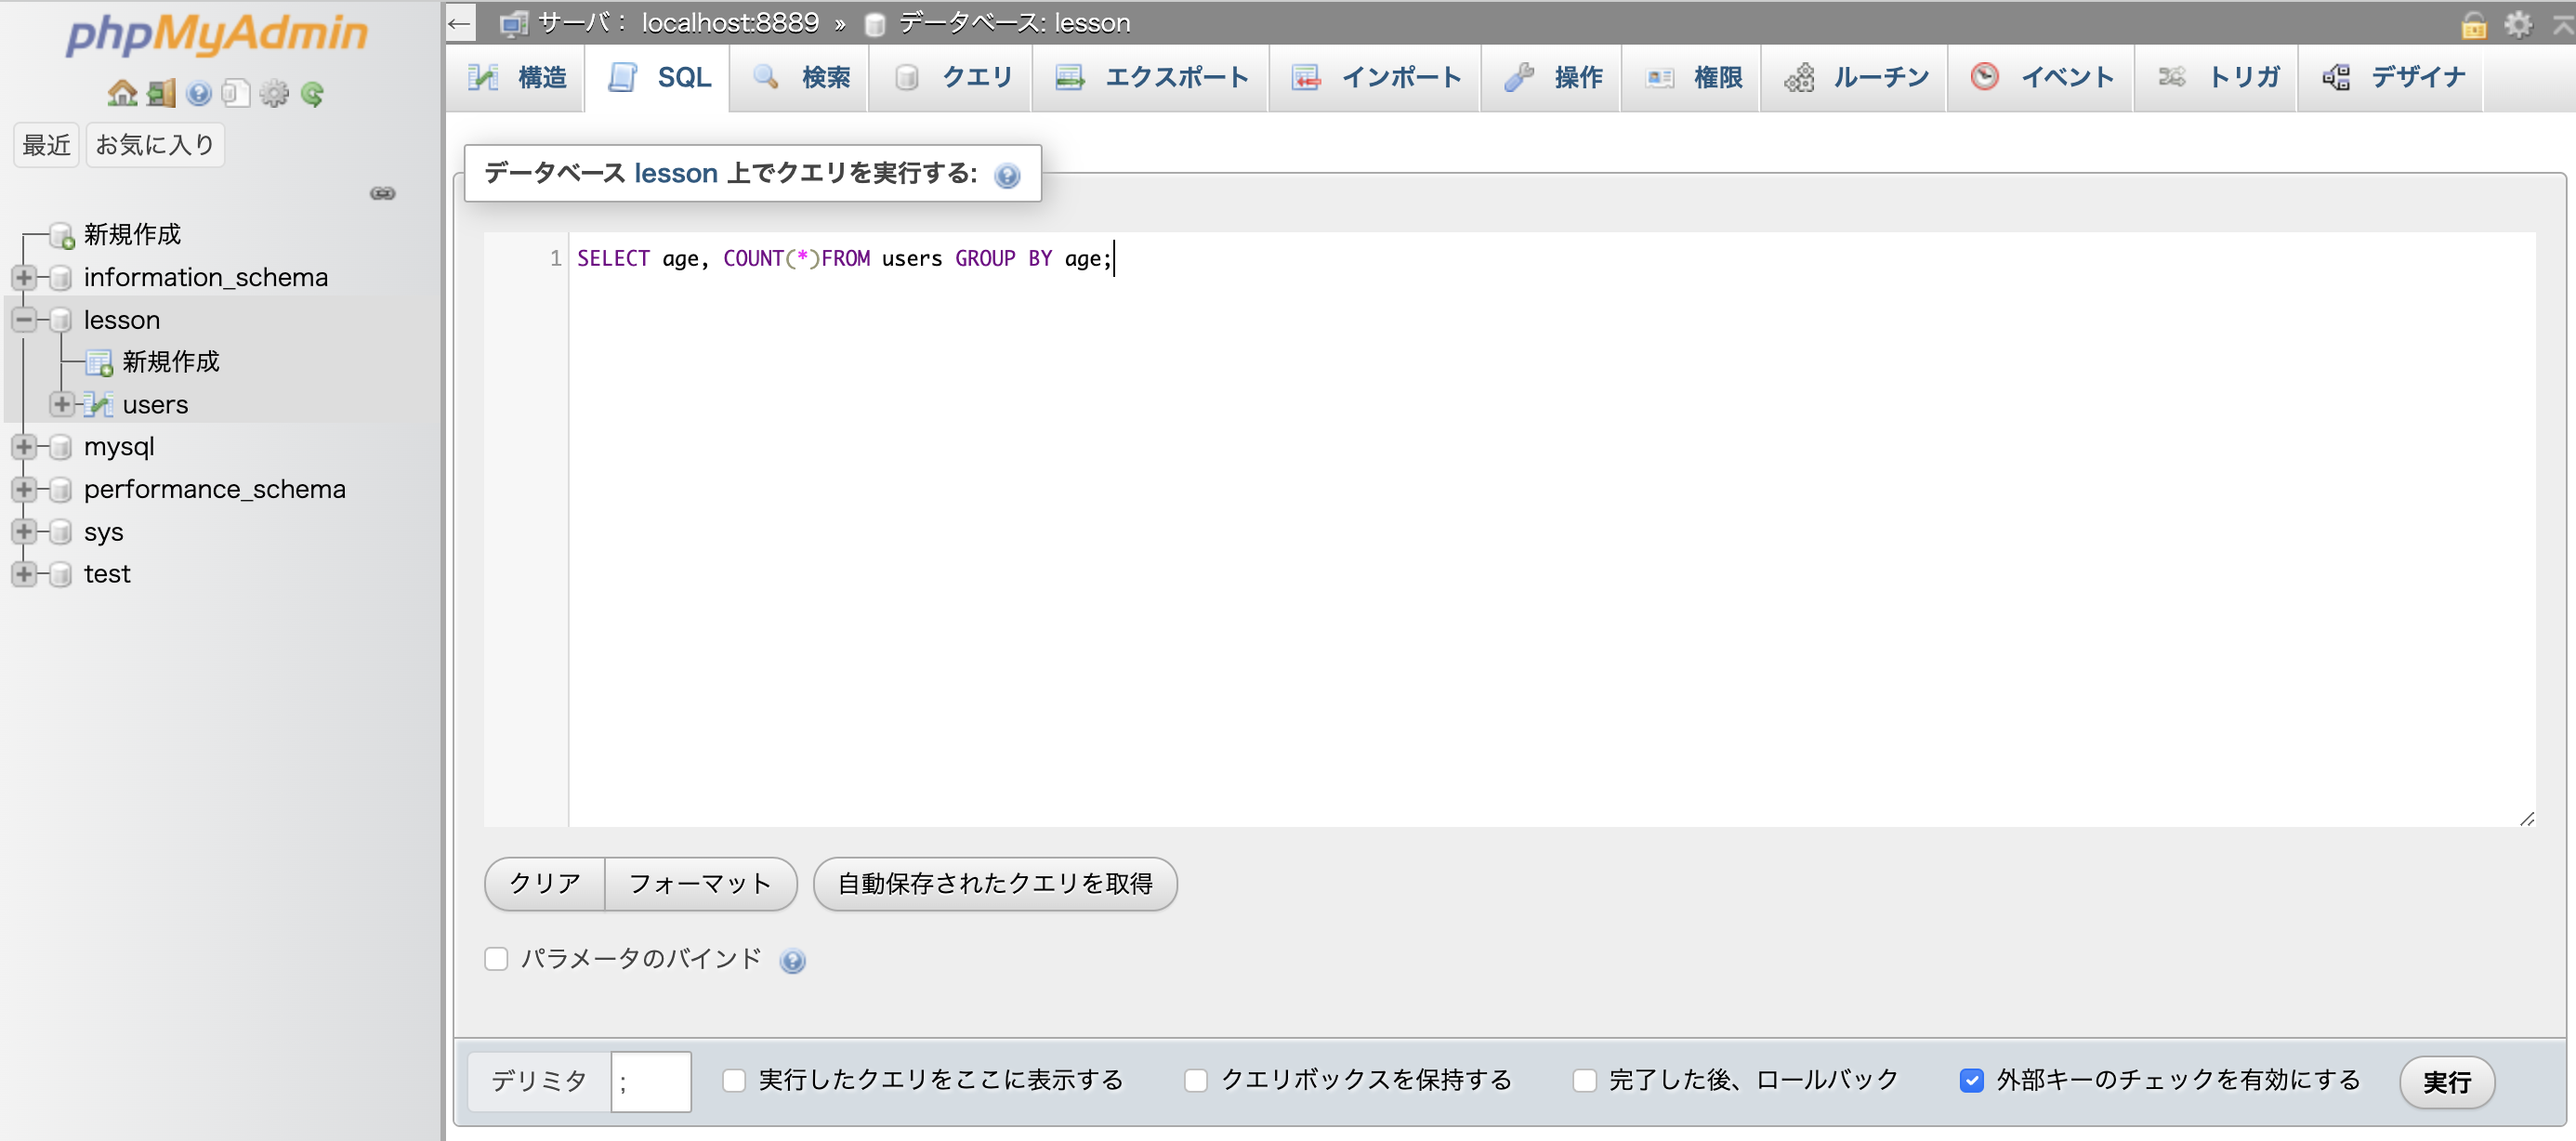 phpMyAdmin
最近 お気に入り
新規作成
information_schema
lesson
新規作成
users
mysql
performance_schema
sys
test
← サーバ： localhost:8889 » データベース: lesson
構造 SQL 検索 クエリ エクスポート インポート 操作 権限 ルーチン イベント トリガ デザイナ
データベース lesson 上でクエリを実行する:
1 SELECT age, COUNT(*)FROM users GROUP BY age;
クリア フォーマット 自動保存されたクエリを取得
パラメータのバインド
デリミタ ; 実行したクエリをここに表示する クエリボックスを保持する 完了した後、ロールバック 外部キーのチェックを有効にする 実行